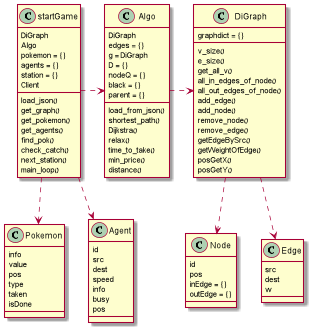 C startGame
DiGraph
Algo
pokemon = {}
agents = {}
station = {}
Client
load_json()
get_graph()
get_pokemon()
get_agents()
find_pok()
check_catch()
next_station()
main_loop()
C Algo
DiGraph
edges = {}
g = DiGraph
D = {}
nodeQ = {}
black = {}
parent = {}
load_from_json()
shortest_path()
Dijkstra()
relax()
time_to_take()
min_price()
distance()
C DiGraph
graphdict = {}
v_size()
e_size()
get_all_v()
all_in_edges_of_node()
all_out_edges_of_node()
add_edge()
add_node()
remove_node()
remove_edge()
getEdgeBySrc()
getWeightOfEdge()
posGetX()
posGetY()
C Pokemon
info
value
pos
type
taken
isDone
C Agent
id
src
dest
speed
info
busy
pos
C Node
id
pos
inEdge = {}
outEdge = {}
C Edge
src
dest
w